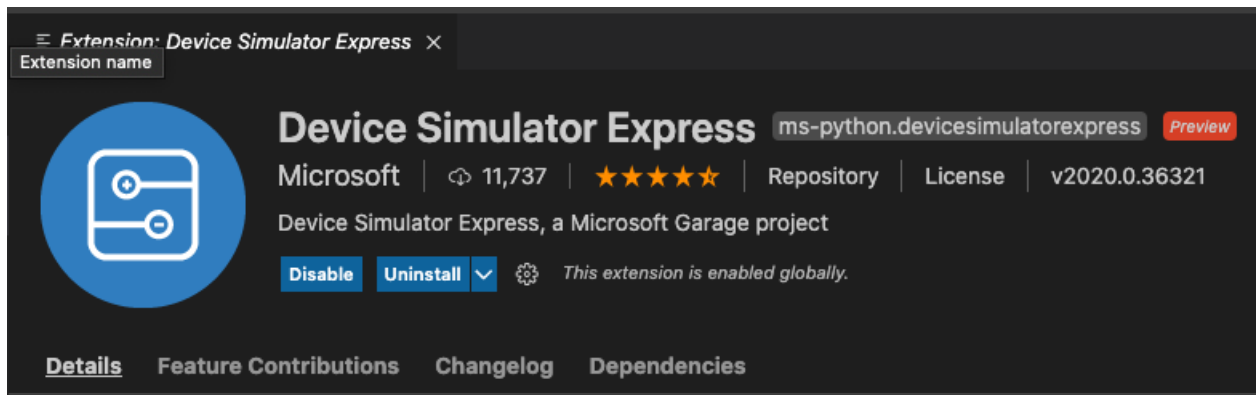 Extension: Device Simulator Express
Extension name
Device Simulator Express ms-python.devicesimulatorexpress Preview
Microsoft 11,737 Repository License v2020.0.36321
Device Simulator Express, a Microsoft Garage project
Disable Uninstall This extension is enabled globally.
Details Feature Contributions Changelog Dependencies